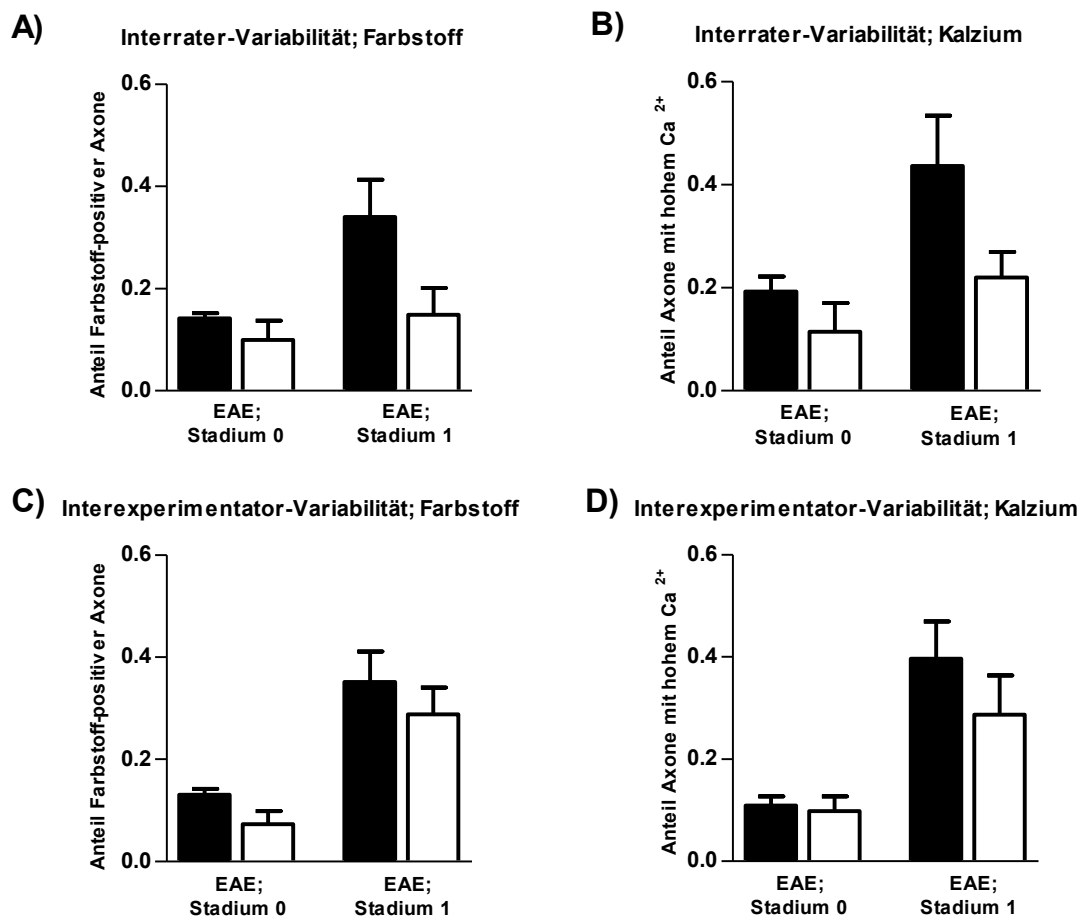 A)
Interrater-Variabilität; Farbstoff
Anteil Farbstoff-positiver Axone
0.6
0.4
0.2
0.0
EAE;
Stadium 0
EAE;
Stadium 1
B)
Interrater-Variabilität; Kalzium
Anteil Axone mit hohem Ca 2+
0.6
0.4
0.2
0.0
EAE;
Stadium 0
EAE;
Stadium 1
C)
Interexperimentator-Variabilität; Farbstoff
Anteil Farbstoff-positiver Axone
0.6
0.4
0.2
0.0
EAE;
Stadium 0
EAE;
Stadium 1
D)
Interexperimentator-Variabilität; Kalzium
Anteil Axone mit hohem Ca 2+
0.6
0.4
0.2
0.0
EAE;
Stadium 0
EAE;
Stadium 1